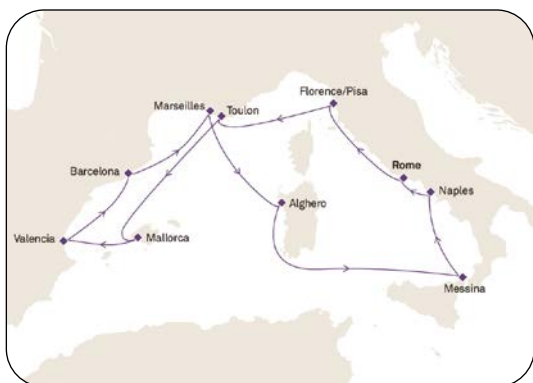 Florence/Pisa
Marseilles
Toulon
Barcelona
Rome
Naples
Alghero
Valencia
Mallorca
Messina